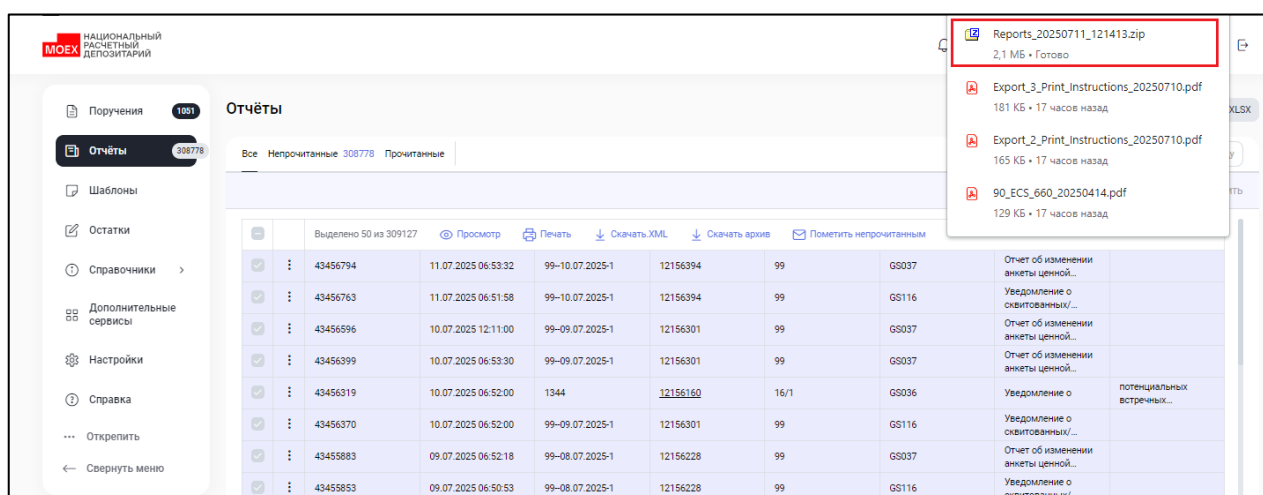 MOEX
НАЦИОНАЛЬНЫЙ
РАСЧЕТНЫЙ
ДЕПОЗИТАРИЙ
Reports_20250711_121413.zip
2,1 МБ • Готово
Export_3_Print_Instructions_20250710.pdf
181 КБ • 17 часов назад
Export_2_Print_Instructions_20250710.pdf
165 КБ • 17 часов назад
90_ECS_660_20250414.pdf
129 КБ • 17 часов назад
Поручения 1051
Отчёты 308778
Шаблоны
Остатки
Справочники >
Дополнительные
сервисы
Настройки
Справка
Открепить
Свернуть меню
Отчёты
XLSX
Все Непрочитанные 308778 Прочитанные
Выделено 50 из 309127 Просмотр Печать Скачать.XML Скачать архив Пометить непрочитанным
43456794 11.07.2025 06:53:32 99--10.07.2025-1 12156394 99 GS037 Отчет об изменении
анкеты ценной...
43456763 11.07.2025 06:51:58 99--10.07.2025-1 12156394 99 GS116 Уведомление о
сквитованных/...
43456596 10.07.2025 12:11:00 99--09.07.2025-1 12156301 99 GS037 Отчет об изменении
анкеты ценной...
43456399 10.07.2025 06:53:30 99--09.07.2025-1 12156301 99 GS037 Отчет об изменении
анкеты ценной...
43456319 10.07.2025 06:52:00 1344 12156160 16/1 GS036 Уведомление о потенциальных
встречных...
43456370 10.07.2025 06:52:00 99--09.07.2025-1 12156301 99 GS116 Уведомление о
сквитованных/...
43455883 09.07.2025 06:52:18 99--08.07.2025-1 12156228 99 GS037 Отчет об изменении
анкеты ценной...
43455853 09.07.2025 06:50:53 99--08.07.2025-1 12156228 99 GS116 Уведомление о